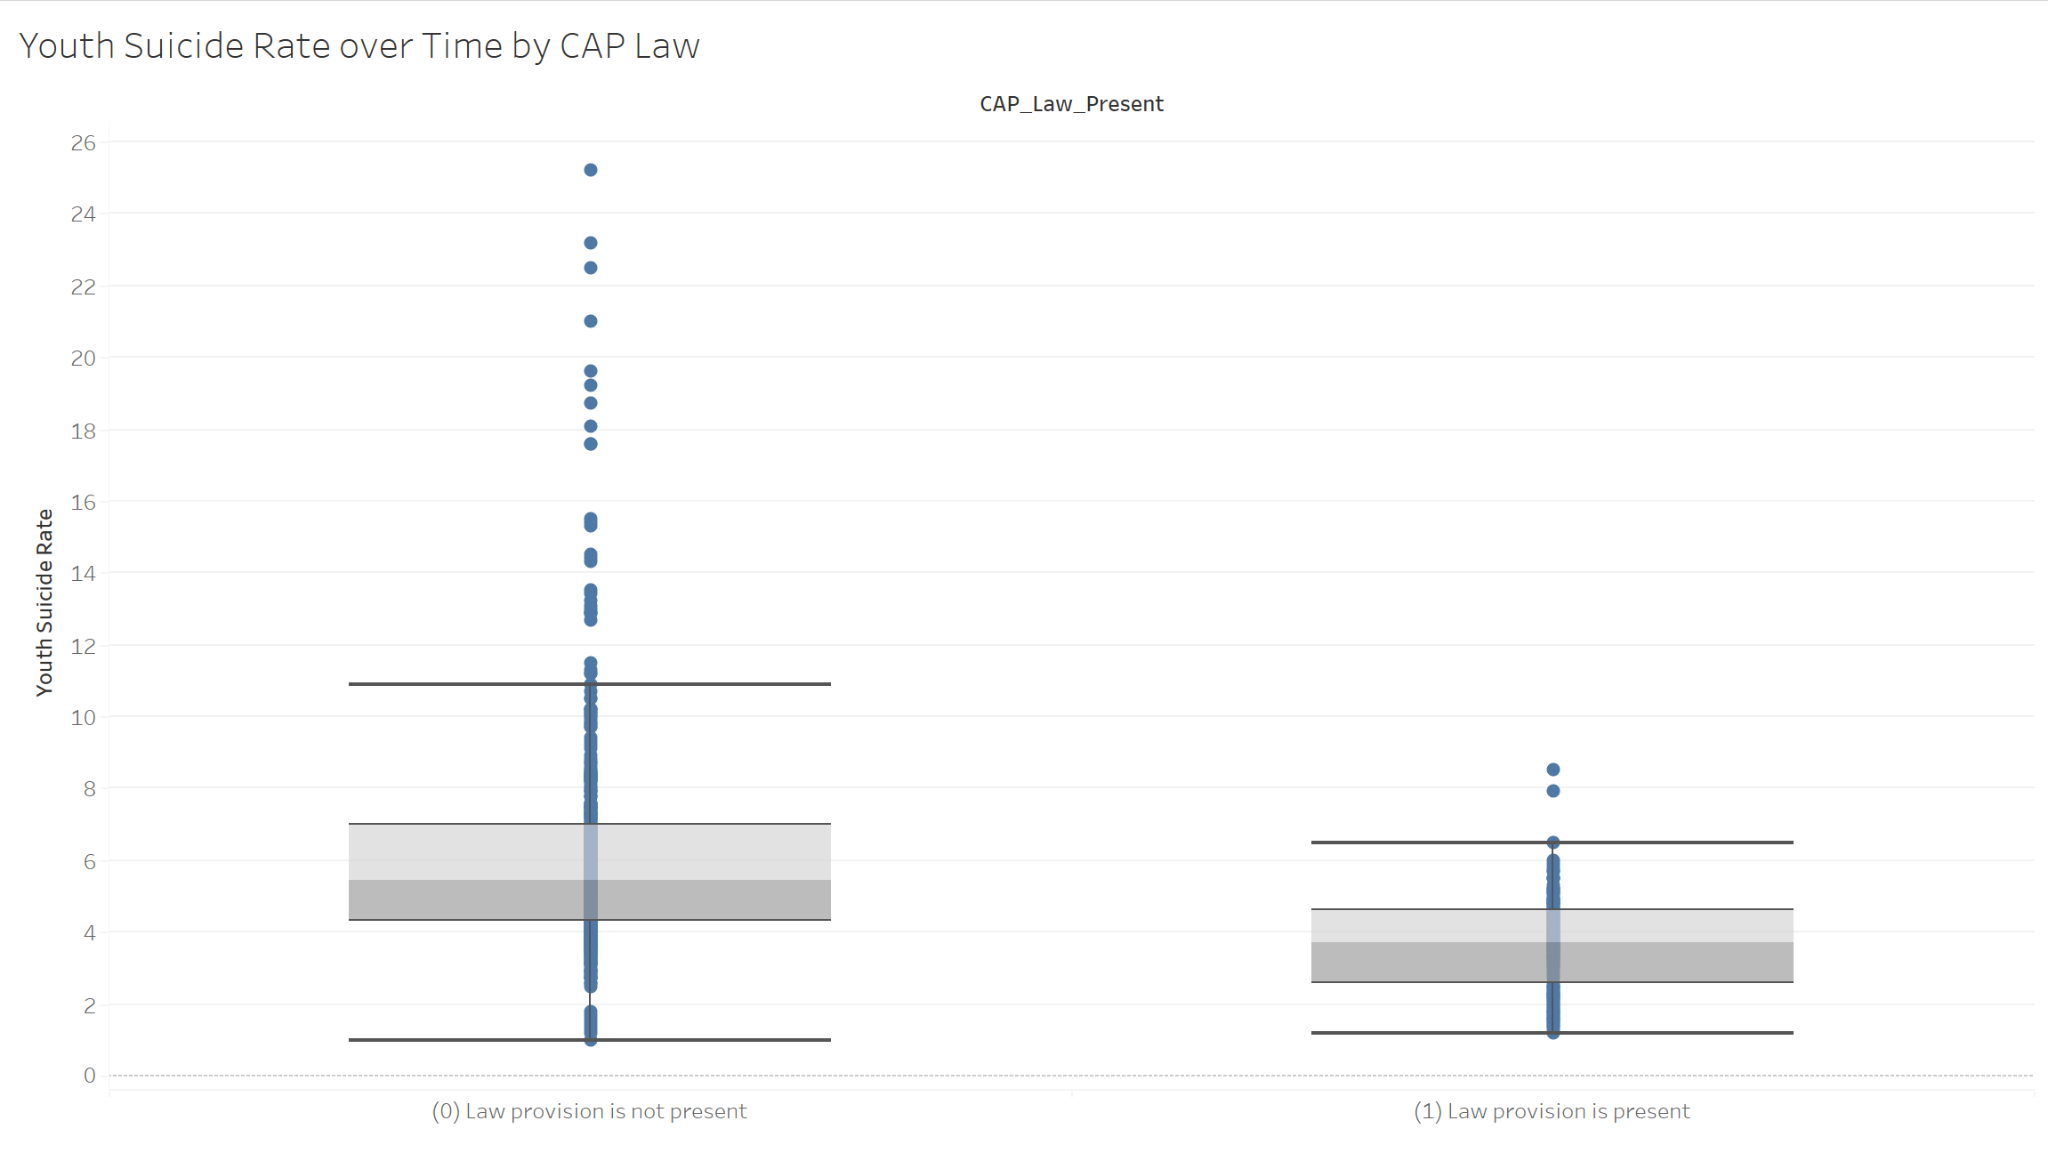 Youth Suicide Rate over Time by CAP Law
CAP_Law_Present
26
24
22
20
18
16
14
12
10
8
6
4
2
0
Youth Suicide Rate
(0) Law provision is not present
(1) Law provision is present